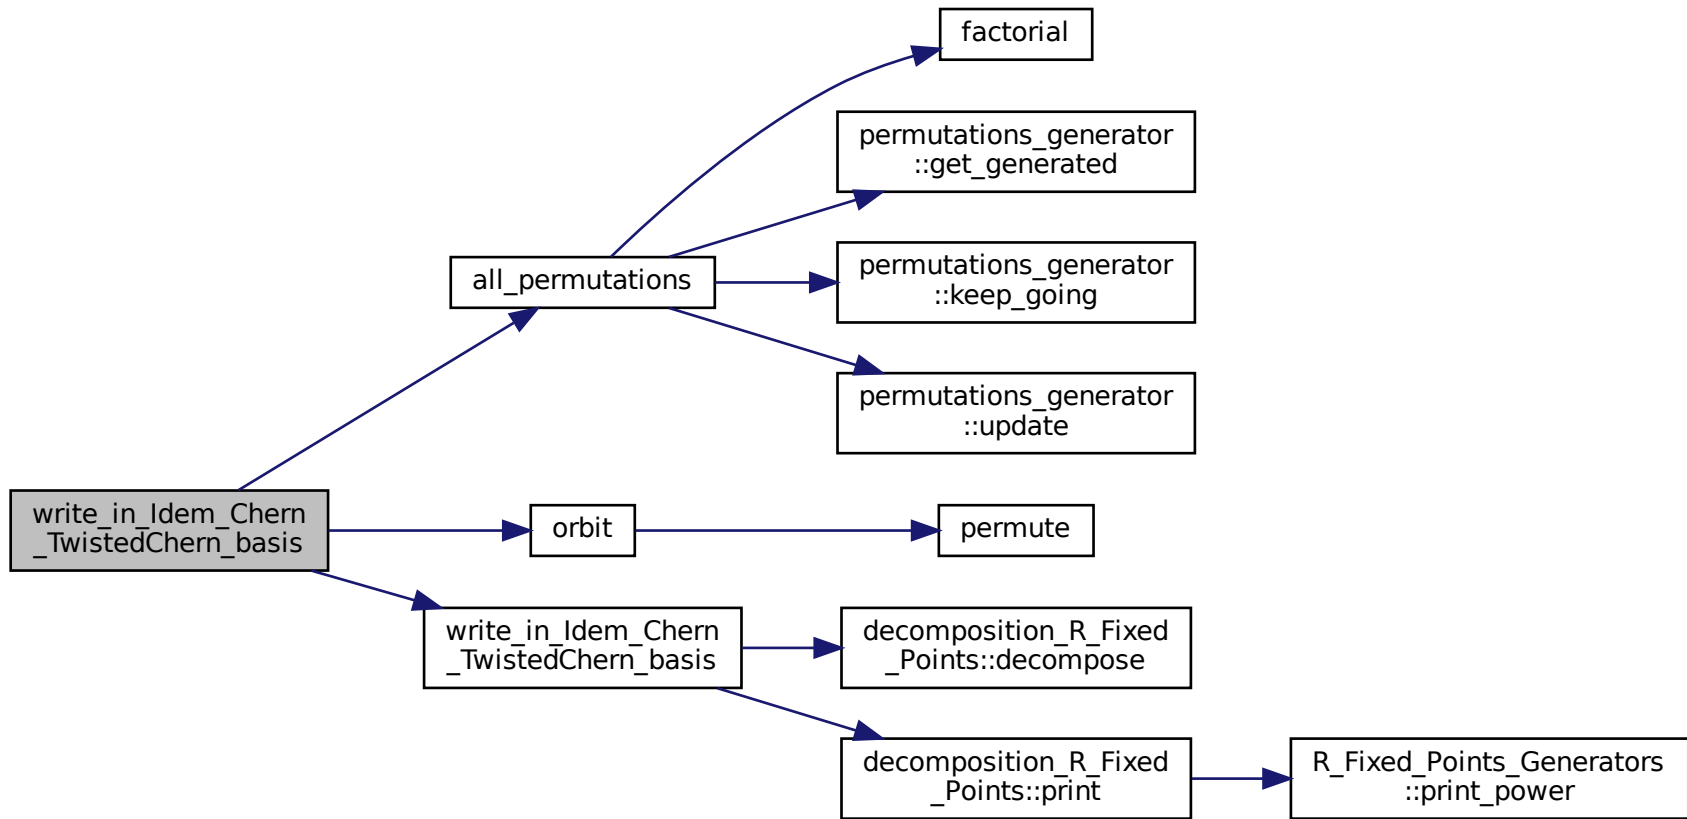 factorial
permutations_generator
::get_generated
permutations_generator
::keep_going
all_permutations
permutations_generator
::update
write_in_Idem_Chern
_TwistedChern_basis
orbit
permute
write_in_Idem_Chern
_TwistedChern_basis
decomposition_R_Fixed
_Points::decompose
decomposition_R_Fixed
_Points::print
R_Fixed_Points_Generators
::print_power